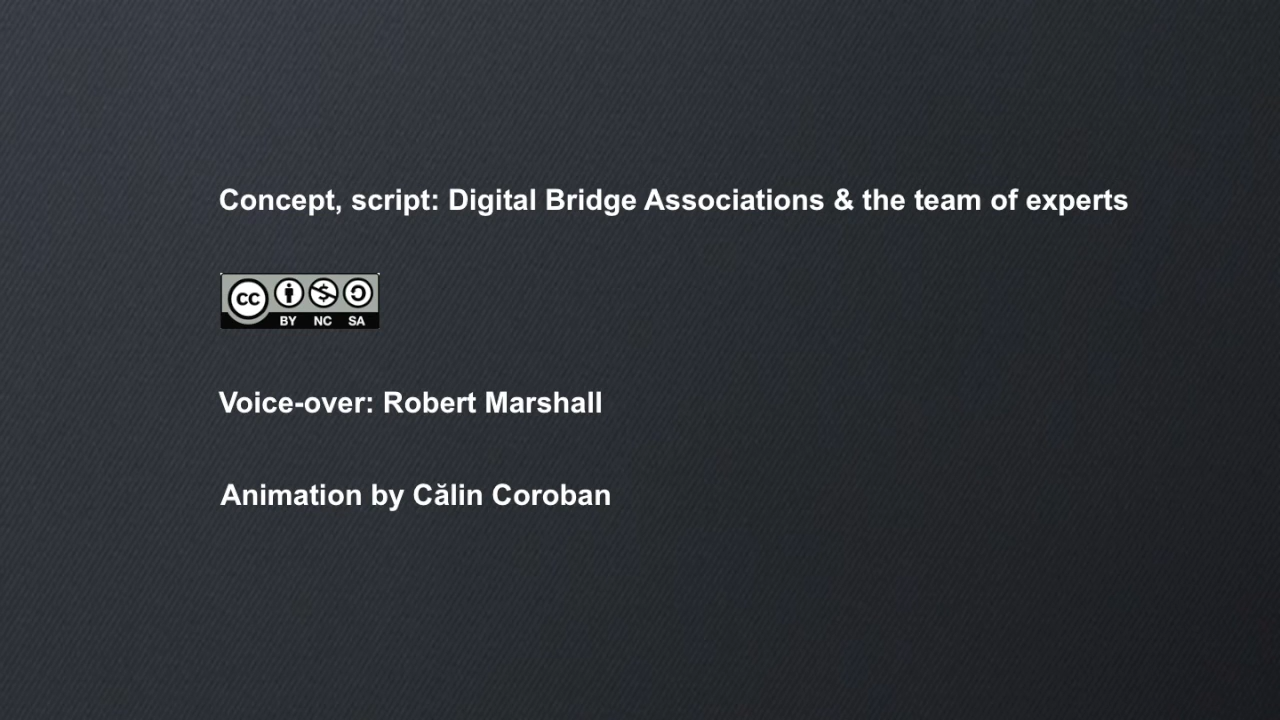 Concept, script: Digital Bridge Associations & the team of experts
cc
BY NC SA
Voice-over: Robert Marshall
Animation by Călin Coroban